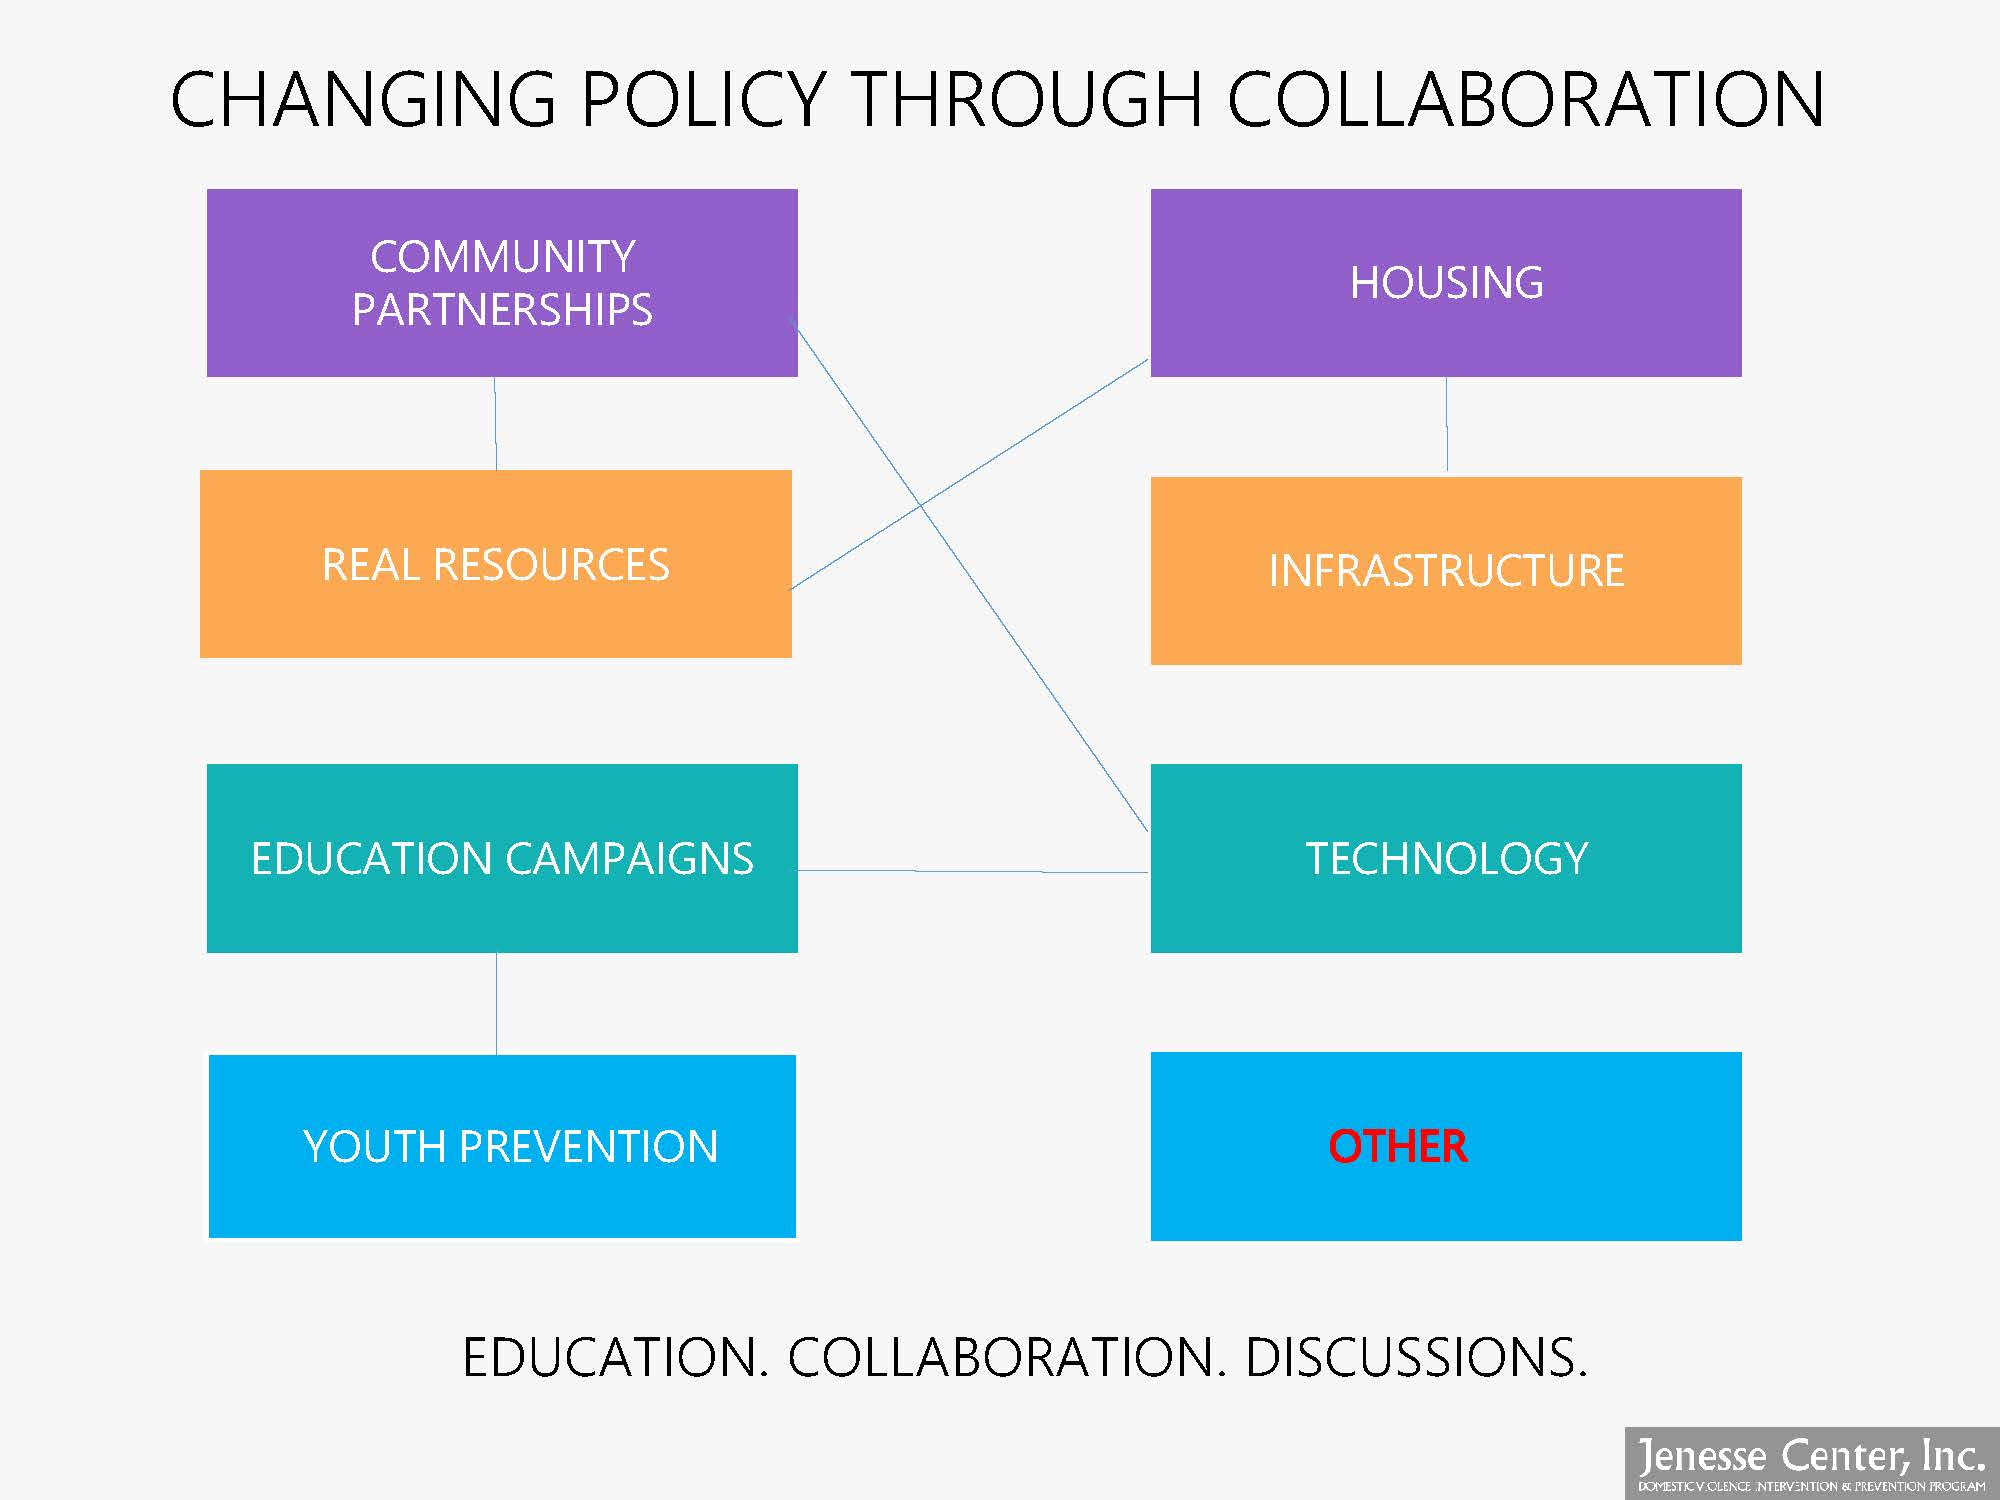 CHANGING POLICY THROUGH COLLABORATION
COMMUNITY
PARTNERSHIPS
HOUSING
REAL RESOURCES
INFRASTRUCTURE
EDUCATION CAMPAIGNS
TECHNOLOGY
YOUTH PREVENTION
OTHER
EDUCATION. COLLABORATION. DISCUSSIONS.
Jenesse Center, Inc.
DOMESTIC VIOLENCE INTERVENTION & PREVENTION PROGRAM